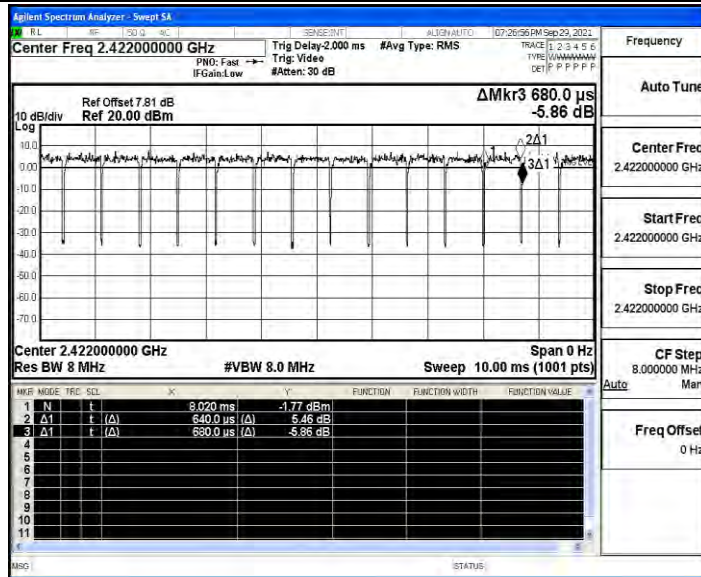 Agilent Spectrum Analyzer - Swept SA
RL RF 50 Ω AC SENSE:INT ALIGN AUTO 07:26:56 PM Sep 29, 2021
Center Freq 2.422000000 GHz
PNO: Fast
IFGain:Low
Trig Delay-2.000 ms
Trig: Video
#Atten: 30 dB
#Avg Type: RMS
TRACE 1 2 3 4 5 6
TYPE
DET P P P P P P
Ref Offset 7.81 dB
10 dB/div Ref 20.00 dBm
ΔMkr3 680.0 μs
-5.86 dB
Log
10.0
0.00
-10.0
-20.0
-30.0
-40.0
-50.0
-60.0
-70.0
1
2Δ1
3Δ1
Center 2.422000000 GHz Span 0 Hz
Res BW 8 MHz #VBW 8.0 MHz Sweep 10.00 ms (1001 pts)
MKR MODE TRC SCL X Y FUNCTION FUNCTION WIDTH FUNCTION VALUE
1 N t 8.020 ms -1.77 dBm
2 Δ1 t (Δ) 640.0 μs (Δ) 5.46 dB
3 Δ1 t (Δ) 680.0 μs (Δ) -5.86 dB
4
5
6
7
8
9
10
11
MSG STATUS
Frequency
Auto Tune
Center Freq
2.422000000 GHz
Start Freq
2.422000000 GHz
Stop Freq
2.422000000 GHz
CF Step
8.000000 MHz
Auto Man
Freq Offset
0 Hz